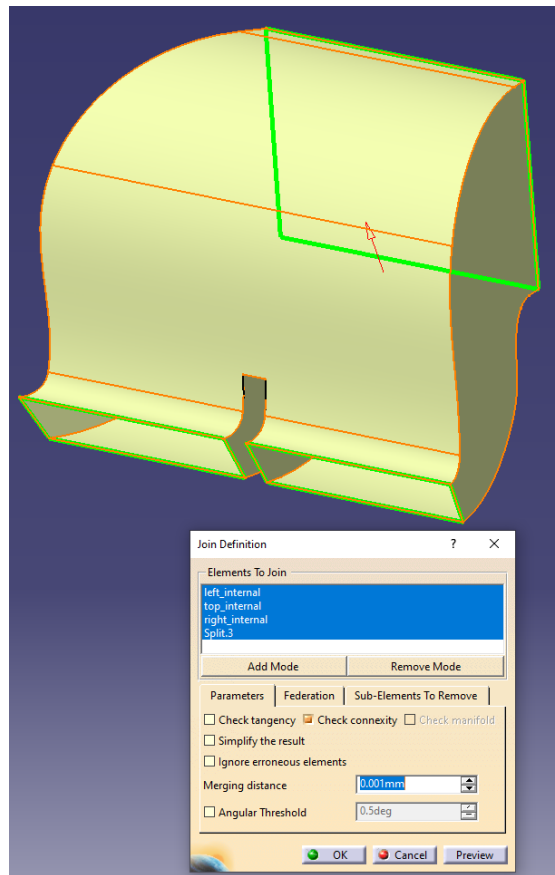 Join Definition ? X
Elements To Join
left_internal
top_internal
right_internal
Split.3
Add Mode Remove Mode
Parameters Federation Sub-Elements To Remove
Check tangency Check connexity Check manifold
Simplify the result
Ignore erroneous elements
Merging distance 0.001mm
Angular Threshold 0.5deg
OK Cancel Preview